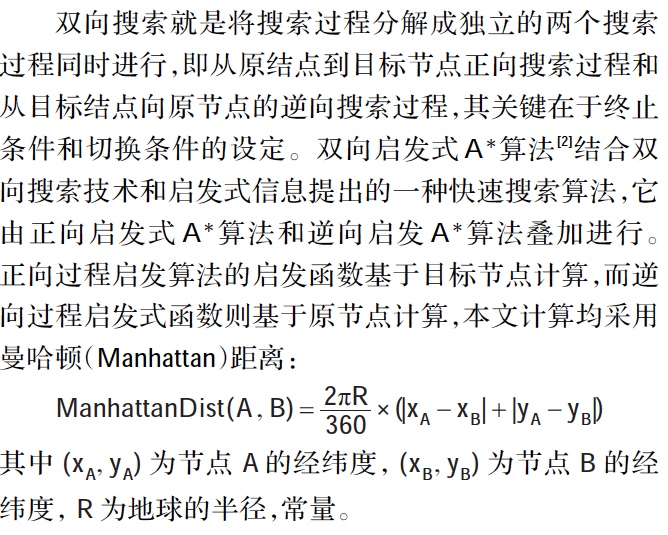 双向搜索就是将搜索过程分解成独立的两个搜索
过程同时进行,即从原结点到目标节点正向搜索过程和
从目标结点向原节点的逆向搜索过程,其关键在于终止
条件和切换条件的设定。双向启发式A*算法[2]结合双
向搜索技术和启发式信息提出的一种快速搜索算法,它
由正向启发式A*算法和逆向启发A*算法叠加进行。
正向过程启发算法的启发函数基于目标节点计算,而逆
向过程启发式函数则基于原节点计算,本文计算均采用
曼哈顿(Manhattan)距离:
ManhattanDist(A,B)=2πR/360×(|x_A−x_B|+|y_A−y_B|)
其中(x_A,y_A)为节点A的经纬度,(x_B,y_B)为节点B的经
纬度,R为地球的半径,常量。